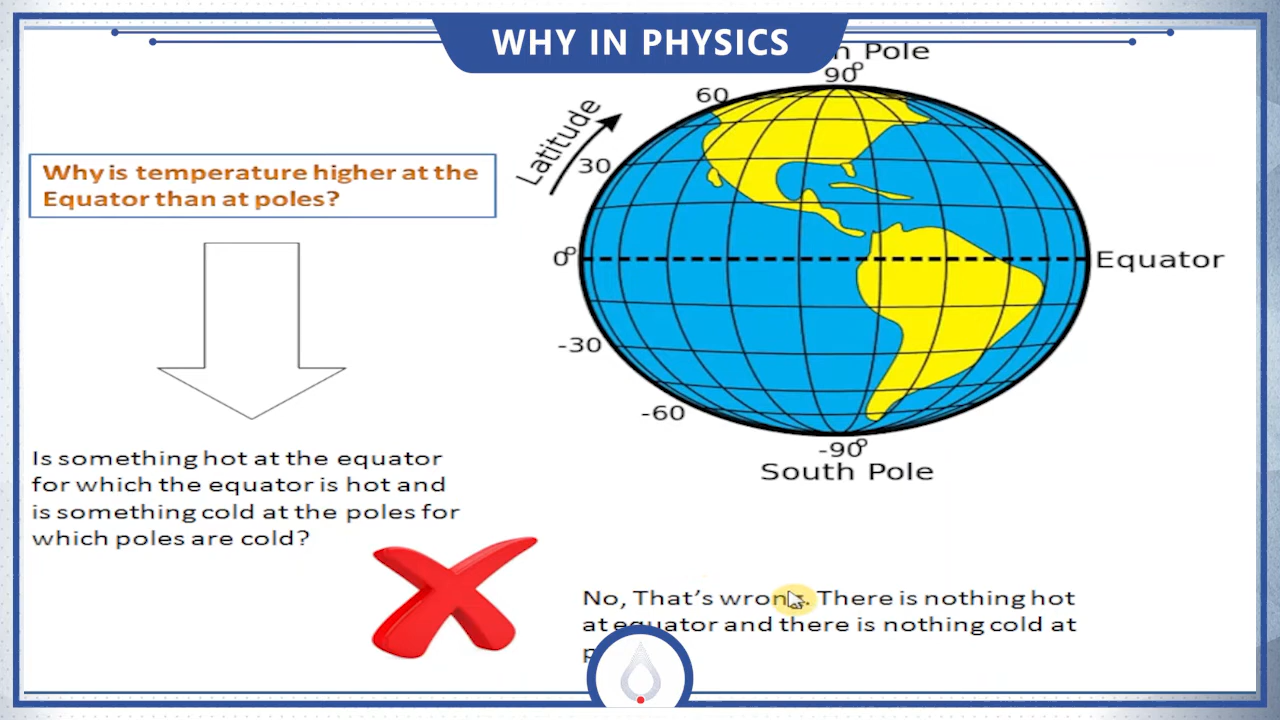 WHY IN PHYSICS
Pole
90°
60
Latitude
30
Why is temperature higher at the
Equator than at poles?
0°
Equator
-30
-60
-90°
South Pole
Is something hot at the equator
for which the equator is hot and
is something cold at the poles for
which poles are cold?
No, That's wrong. There is nothing hot
at equator and there is nothing cold at